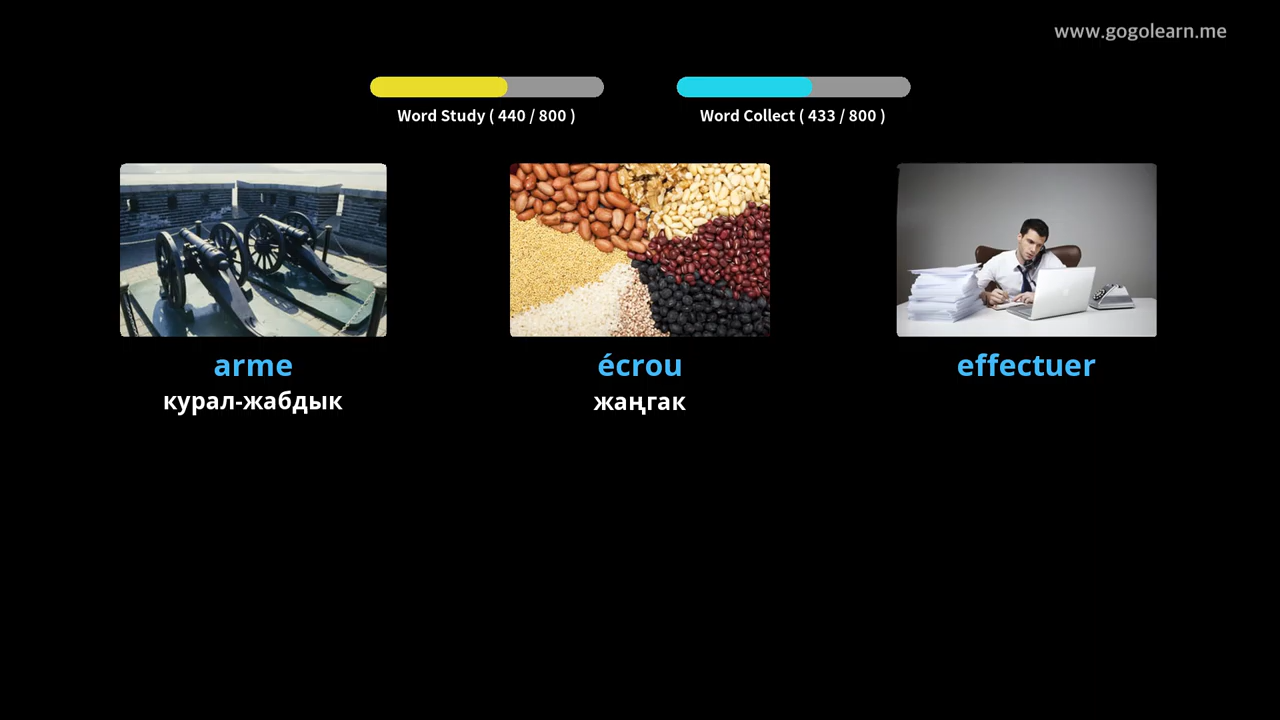 www.gogolearn.me
Word Study ( 440 / 800 )
Word Collect ( 433 / 800 )
arme
курал-жабдык
écrou
жаңгак
effectuer